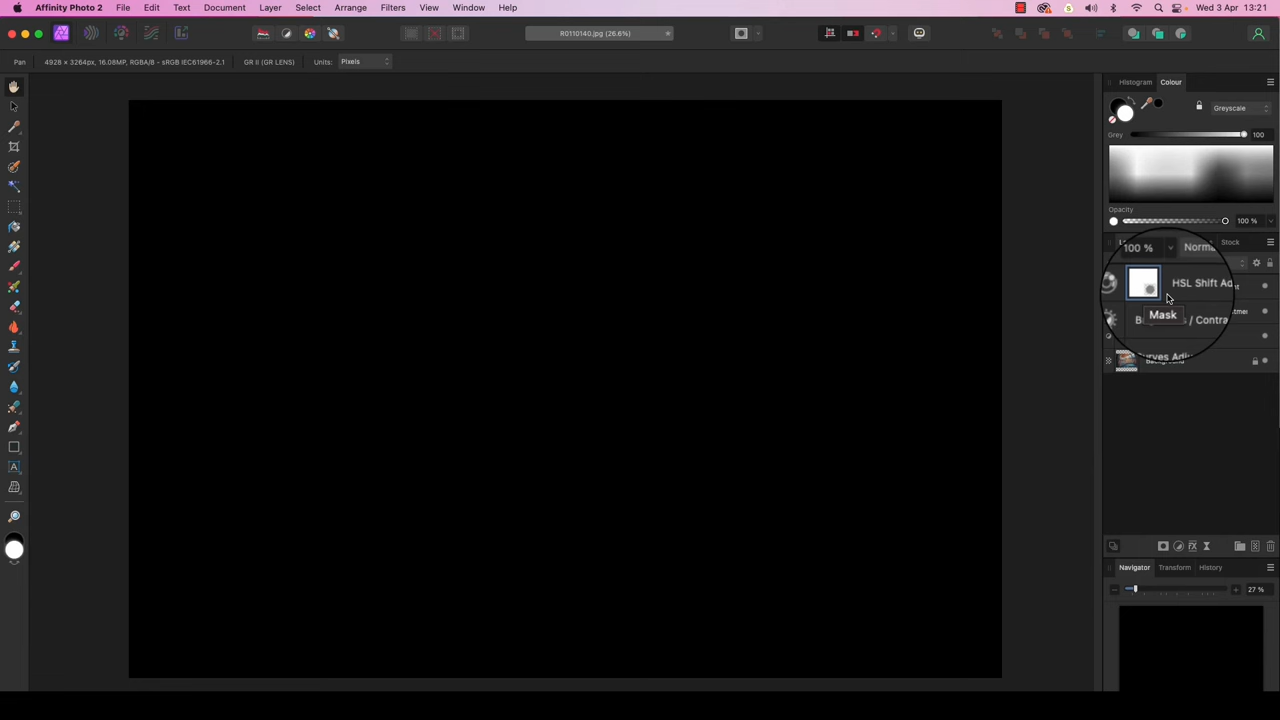 Affinity Photo 2 File Edit Text Document Layer Select Arrange Filters View Window Help Wed 3 Apr 13:21
R0110140.jpg (26.6%)
Pan 4928 × 3264px, 16.08MP, RGBA/8 - sRGB IEC61966-2.1 GR II (GR LENS) Units: Pixels
Histogram Colour
Greyscale
Grey 100
Opacity
100 %
Stock
100 %
HSL Shift Ad
Mask
/ Contra
Navigator Transform History
27 %
A